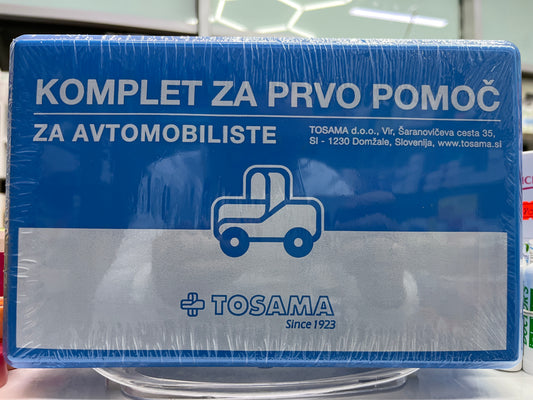 KOMPLET ZA PRVO POMOČ
ZA AVTOMOBILISTE
TOSAMA d.o.o., Vir, Šaranovičeva cesta 35,
SI - 1230 Domžale, Slovenija, www.tosama.si
TOSAMA
Since 1923